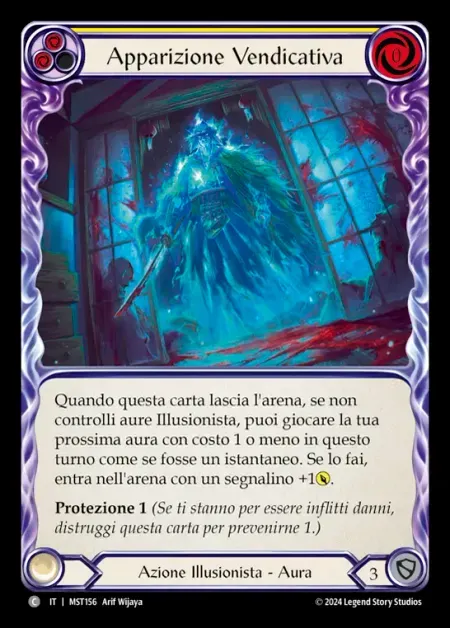 Apparizione Vendicativa
0
Quando questa carta lascia l'arena, se non
controlli aure Illusionista, puoi giocare la tua
prossima aura con costo 1 o meno in questo
turno come se fosse un istantaneo. Se lo fai,
entra nell'arena con un segnalino +1.
Protezione 1 (Se ti stanno per essere inflitti danni,
distruggi questa carta per prevenirne 1.)
Azione Illusionista - Aura
3
C IT | MST156 Arif Wijaya
© 2024 Legend Story Studios